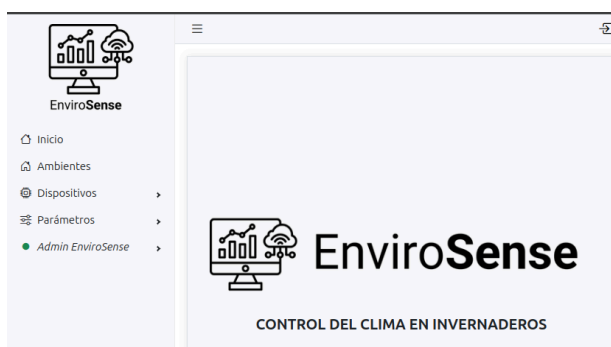 EnviroSense
Inicio
Ambientes
Dispositivos
Parámetros
Admin EnviroSense
EnviroSense
CONTROL DEL CLIMA EN INVERNADEROS